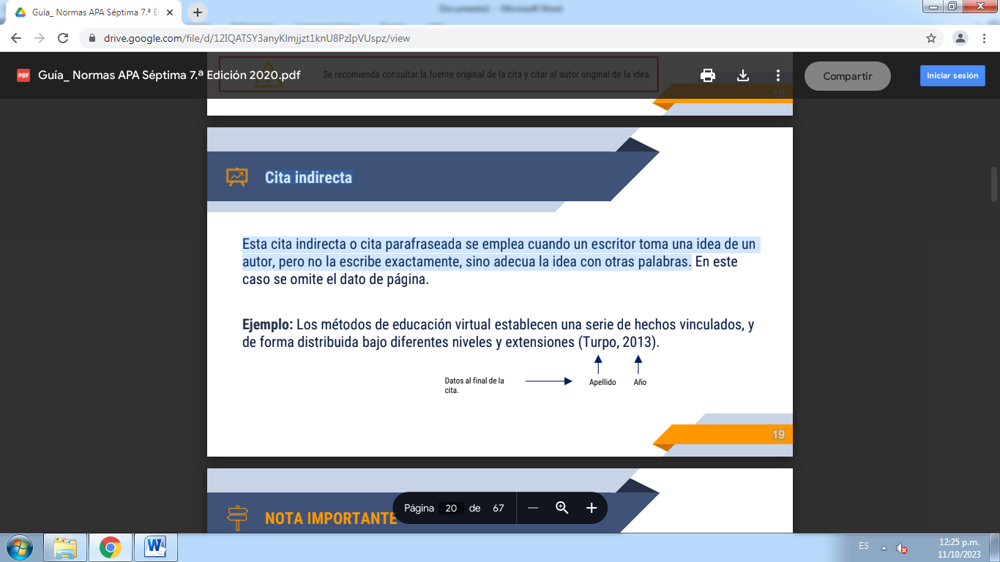 Guía_ Normas APA Séptima 7.ª Ed
Documento1 - Microsoft Word
drive.google.com/file/d/12IQATSY3anyKlmjjzt1knU8PzIpVUspz/view
PDF
Guía_ Normas APA Séptima 7.ª Edición 2020.pdf
Se recomienda consultar la fuente original de la cita y citar al autor original de la idea.
Compartir
Iniciar sesión
18
Cita indirecta
Esta cita indirecta o cita parafraseada se emplea cuando un escritor toma una idea de un
autor, pero no la escribe exactamente, sino adecua la idea con otras palabras. En este
caso se omite el dato de página.
Ejemplo: Los métodos de educación virtual establecen una serie de hechos vinculados, y
de forma distribuida bajo diferentes niveles y extensiones (Turpo, 2013).
Datos al final de la
cita.
Apellido
Año
19
NOTA IMPORTANTE
Página 20 de 67
ES
12:25 p.m.
11/10/2023